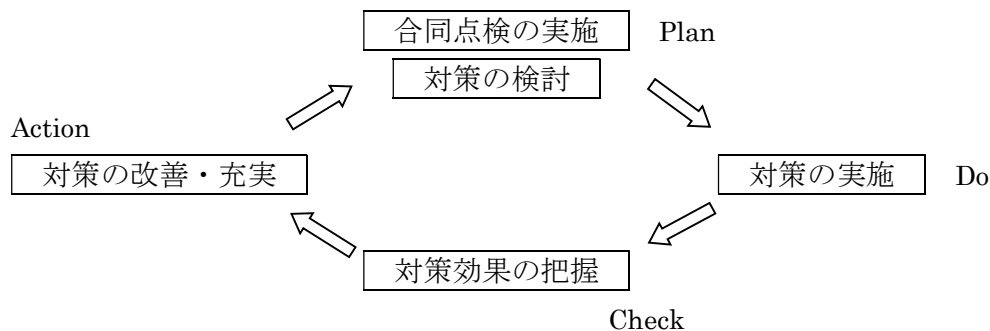 合同点検の実施 Plan
対策の検討
Action
対策の改善・充実
対策の実施 Do
対策効果の把握
Check